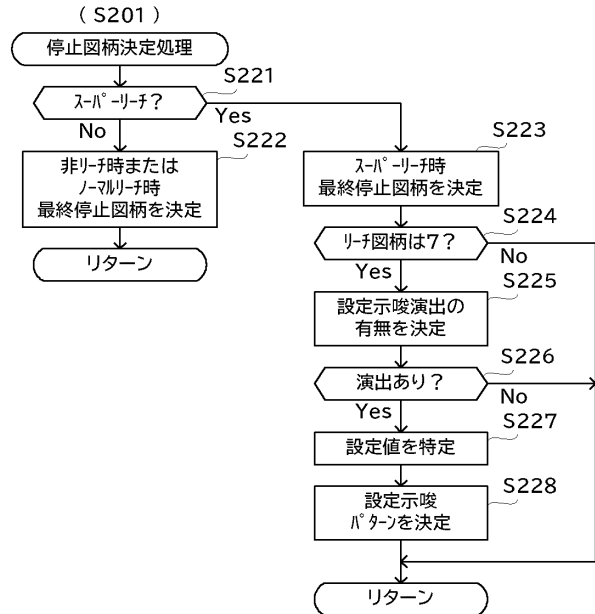 ( S201 )
停止図柄決定処理
S221
ｽｰﾊﾟｰﾘｰﾁ？
Yes
No
S222
非ﾘｰﾁ時または
ﾉｰﾏﾙﾘｰﾁ時
最終停止図柄を決定
リターン
S223
ｽｰﾊﾟｰﾘｰﾁ時
最終停止図柄を決定
S224
ﾘｰﾁ図柄は7？
No
Yes
S225
設定示唆演出の
有無を決定
S226
演出あり？
No
Yes
S227
設定値を特定
S228
設定示唆
ﾊﾟﾀｰﾝを決定
リターン